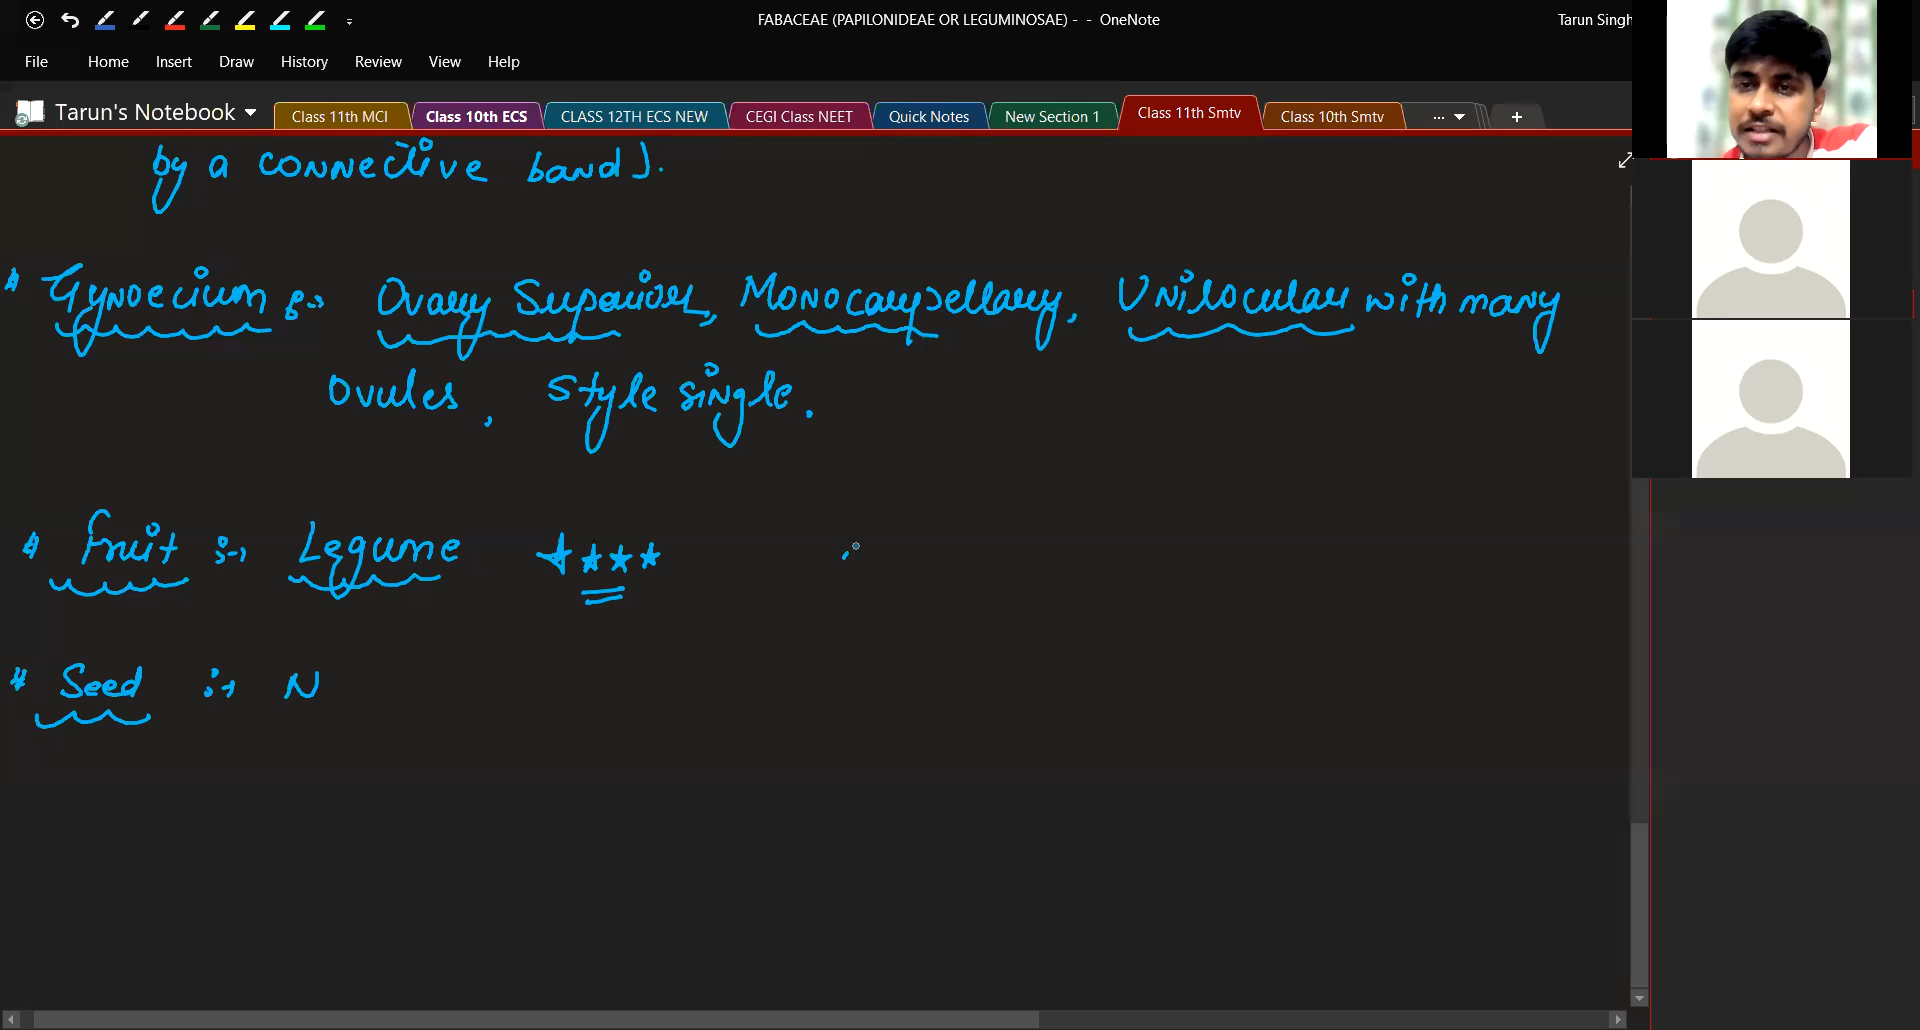 FABACEAE (PAPILONIDEAE OR LEGUMINOSAE) - - OneNote
Tarun Singh
File Home Insert Draw History Review View Help
Tarun's Notebook
Class 11th MCI
Class 10th ECS
CLASS 12TH ECS NEW
CEGI Class NEET
Quick Notes
New Section 1
Class 11th Smtv
Class 10th Smtv
... +
by a connective band).
* Gynoecium :- Ovary Superior, Monocarpellary, Unilocular with many
Ovules, Style single.
* Fruit :- Legume ★★★★
* Seed :- N